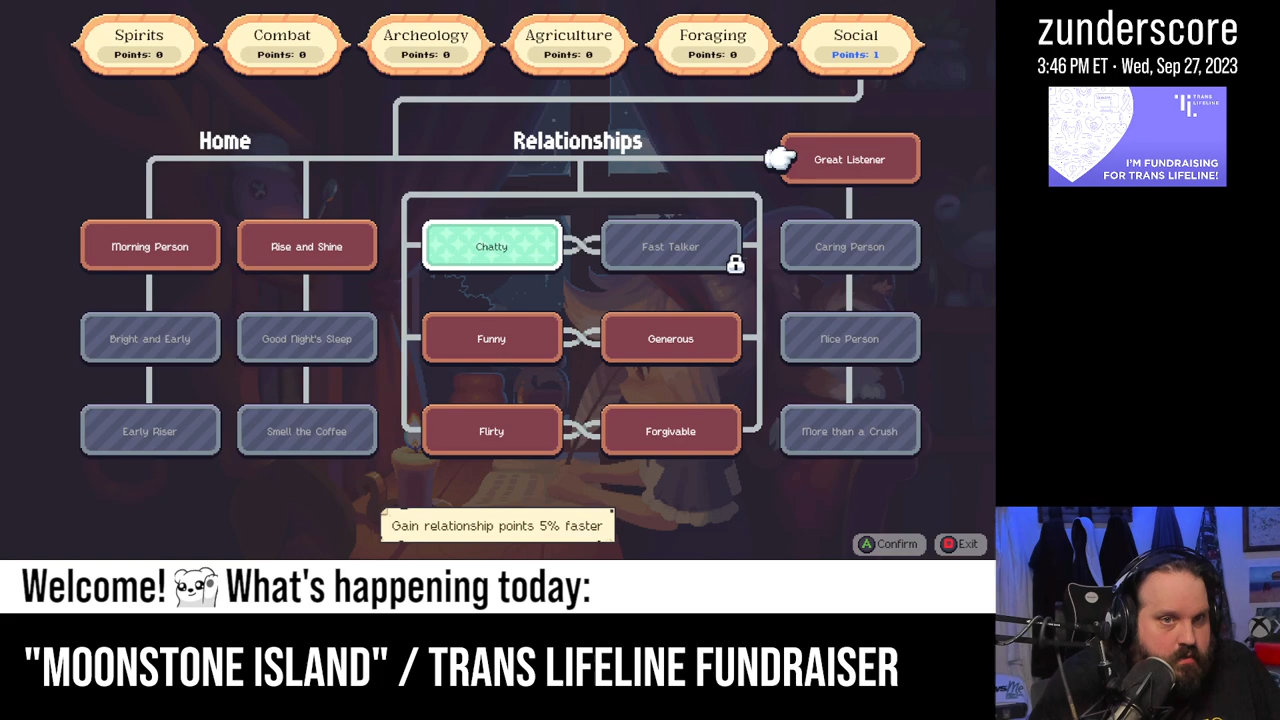 Spirits
Points: 0
Combat
Points: 0
Archeology
Points: 0
Agriculture
Points: 0
Foraging
Points: 0
Social
Points: 1
zunderscore
3:46 PM ET · Wed, Sep 27, 2023
TRANS
LIFELINE
I'M FUNDRAISING
FOR TRANS LIFELINE!
Home
Relationships
Great Listener
Morning Person
Rise and Shine
Chatty
Fast Talker
Caring Person
Bright and Early
Good Night's Sleep
Funny
Generous
Nice Person
Early Riser
Smell the Coffee
Flirty
Forgivable
More than a Crush
Gain relationship points 5% faster
A Confirm
Exit
Welcome! What's happening today:
"MOONSTONE ISLAND" / TRANS LIFELINE FUNDRAISER